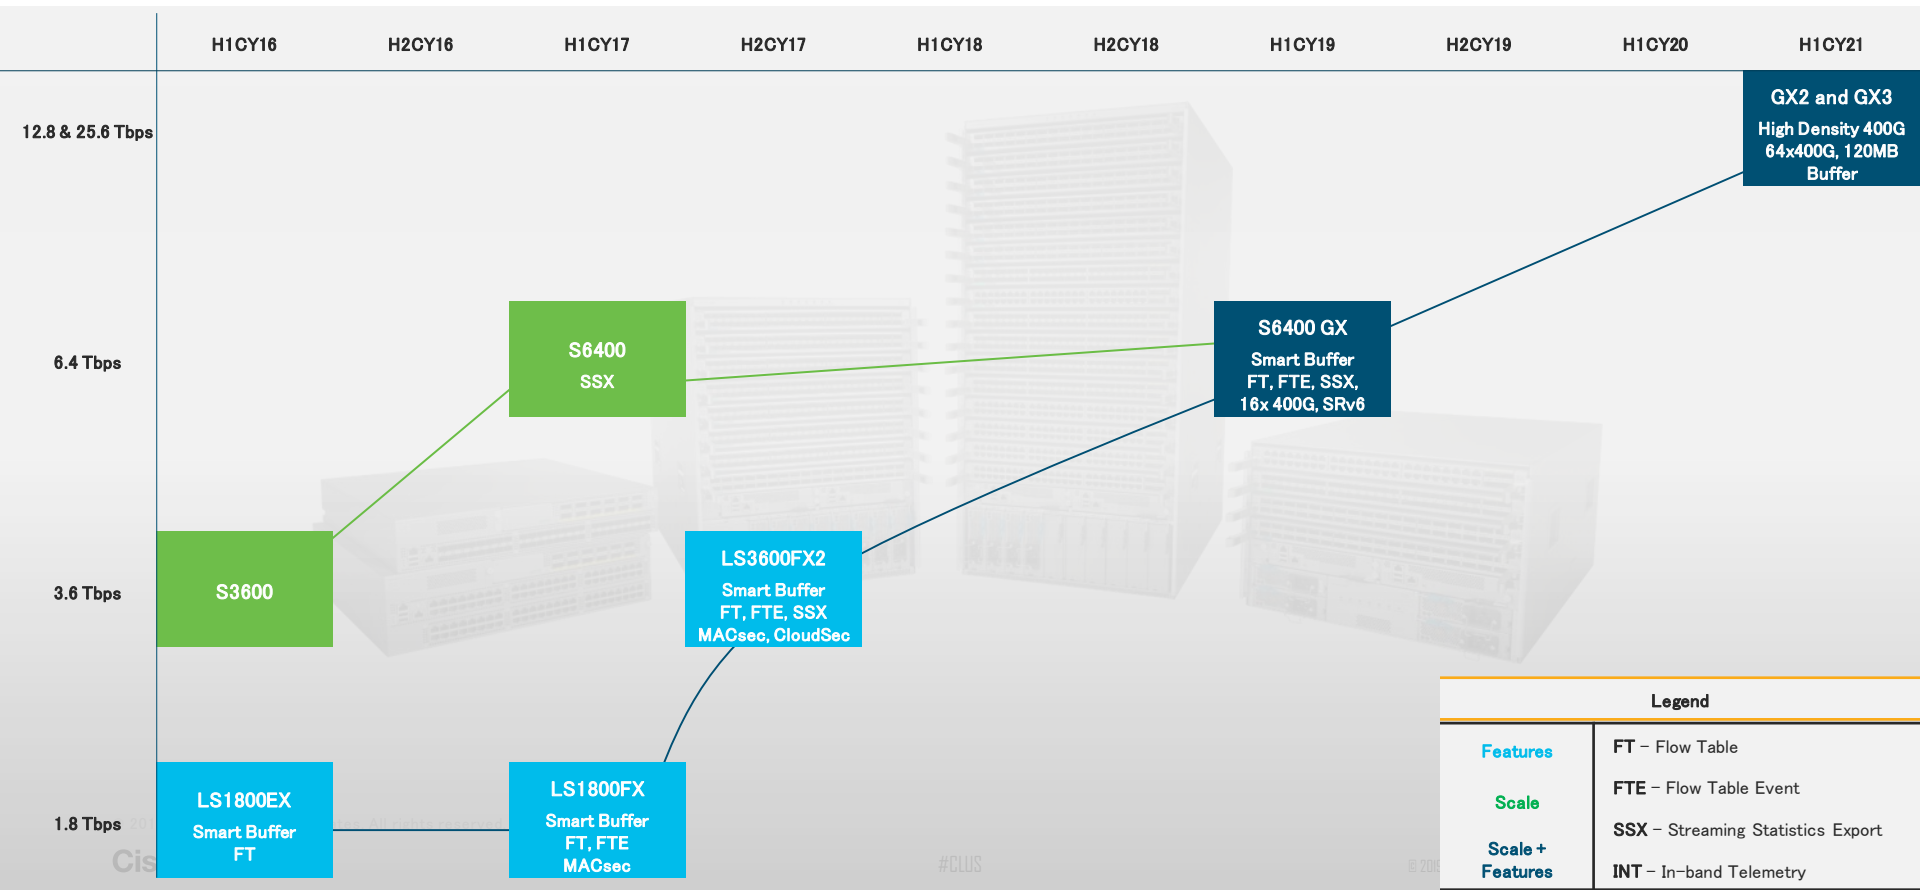 H1CY16 H2CY16 H1CY17 H2CY17 H1CY18 H2CY18 H1CY19 H2CY19 H1CY20 H1CY21
12.8 & 25.6 Tbps
GX2 and GX3
High Density 400G
64x400G, 120MB
Buffer
6.4 Tbps
S6400
SSX
S6400 GX
Smart Buffer
FT, FTE, SSX,
16x 400G, SRv6
3.6 Tbps
S3600
LS3600FX2
Smart Buffer
FT, FTE, SSX
MACsec, CloudSec
1.8 Tbps
LS1800EX
Smart Buffer
FT
LS1800FX
Smart Buffer
FT, FTE
MACsec
All rights reserved
#CLUS
Legend
Features
Scale
Scale +
Features
FT – Flow Table
FTE – Flow Table Event
SSX – Streaming Statistics Export
INT – In-band Telemetry